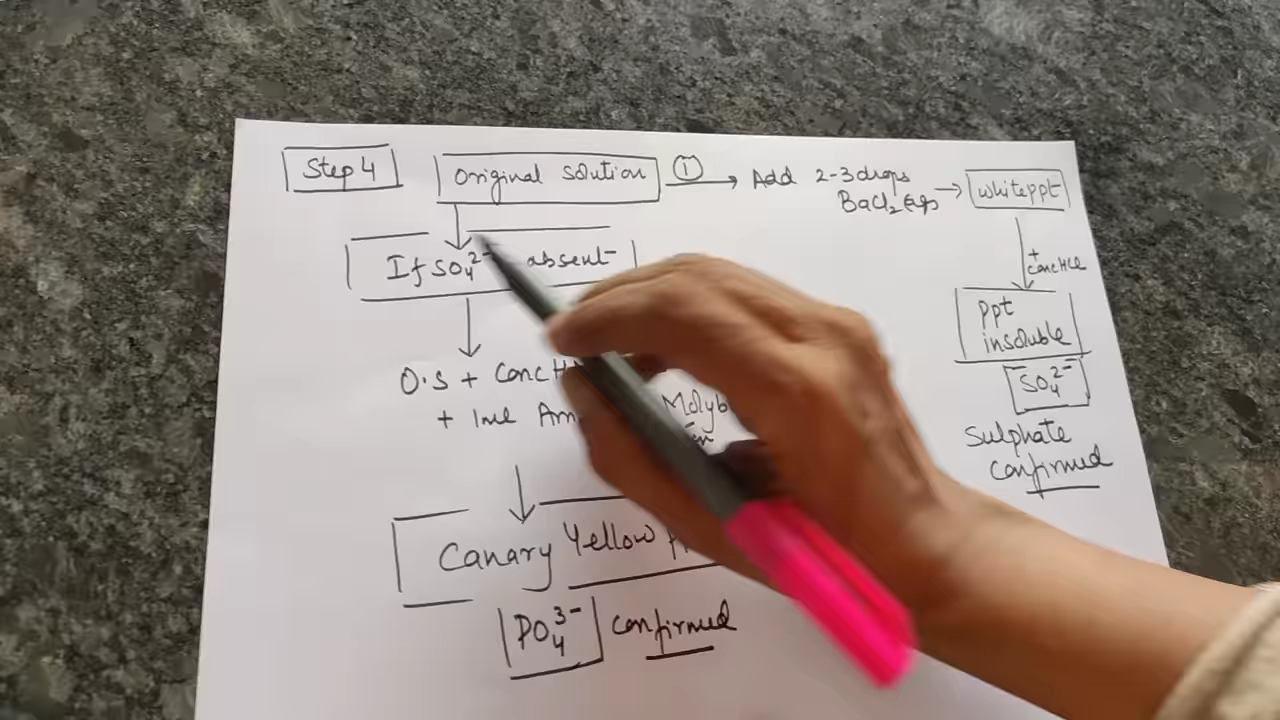 Step 4
Original solution
①
Add 2-3 drops
BaCl2 (aq)
white ppt
+ conc HCl
ppt
insoluble
SO4 2-
Sulphate
confirmed
If SO4 2- absent
O.S + Conc
+ 1ml
Molyb
Canary Yellow
PO4 3- confirmed